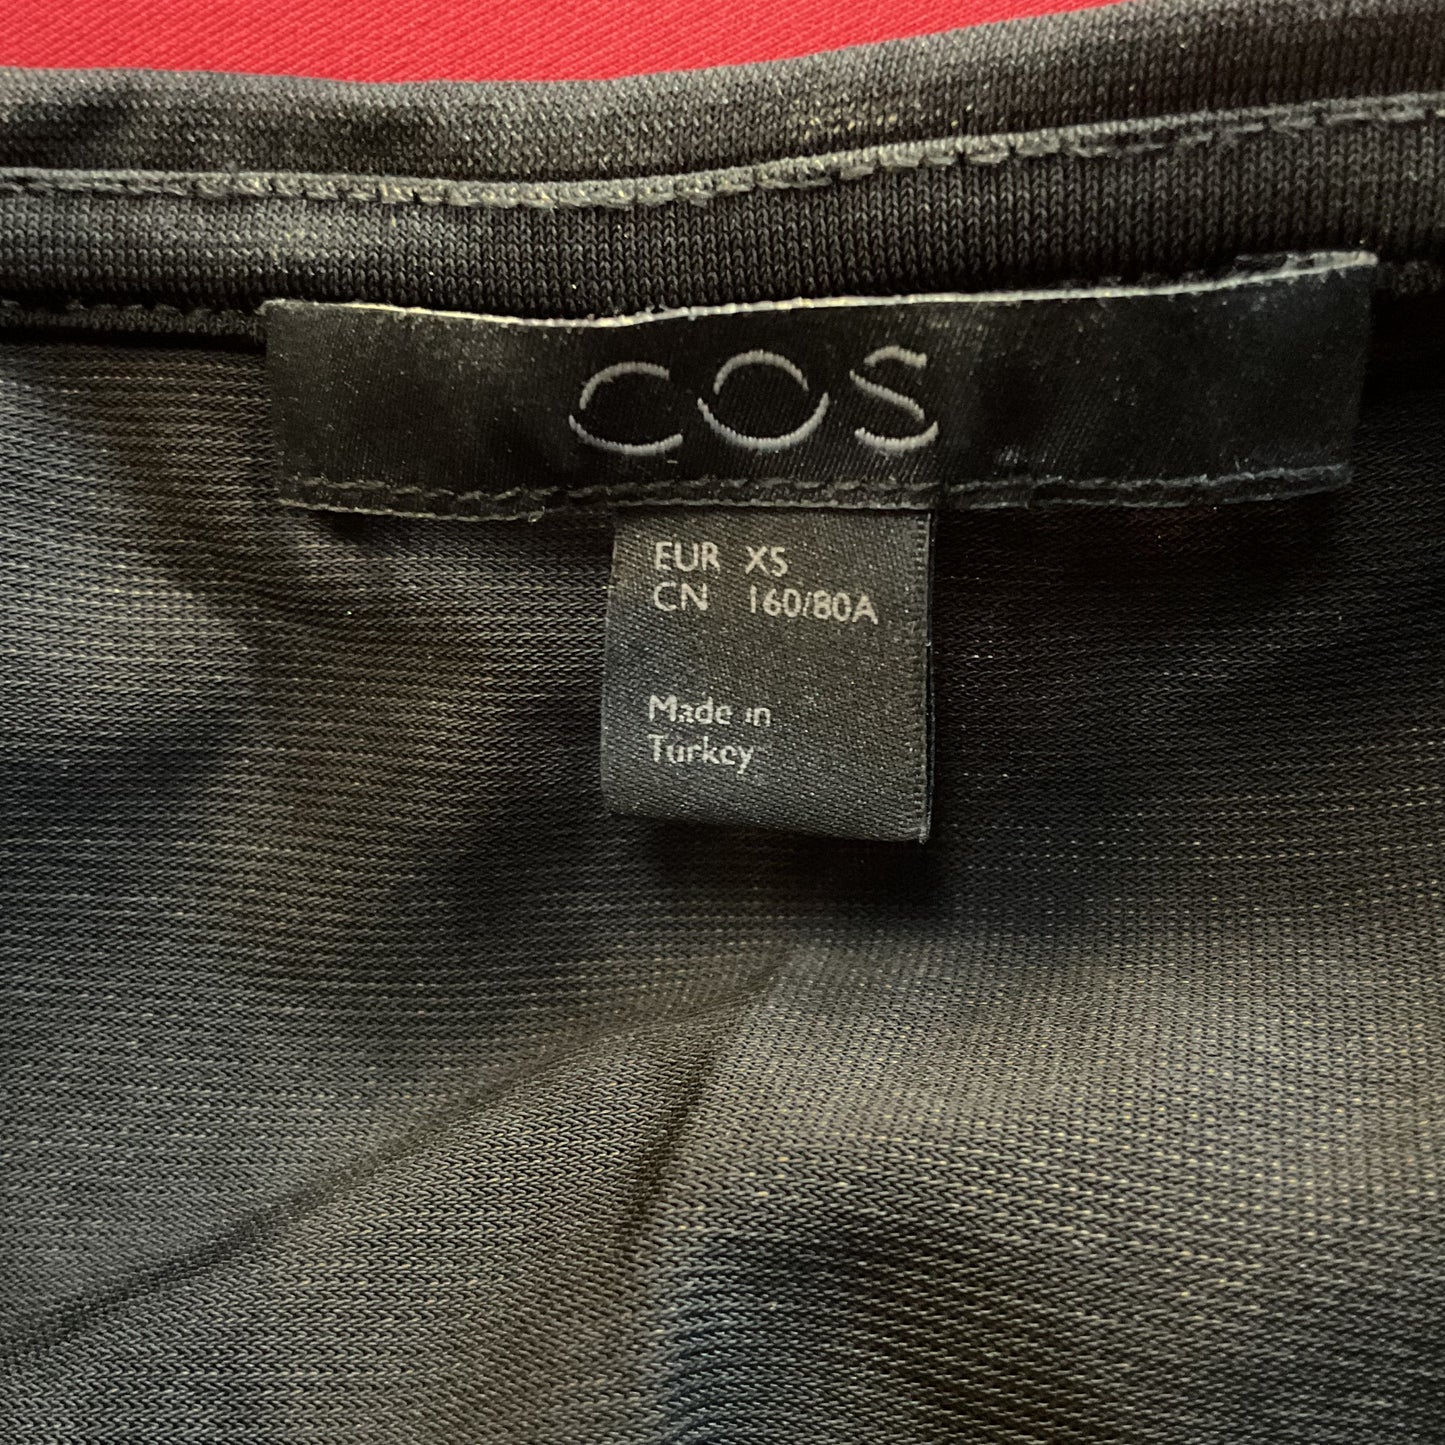 COS
EUR XS
CN 160/80A
Made in
Turkey